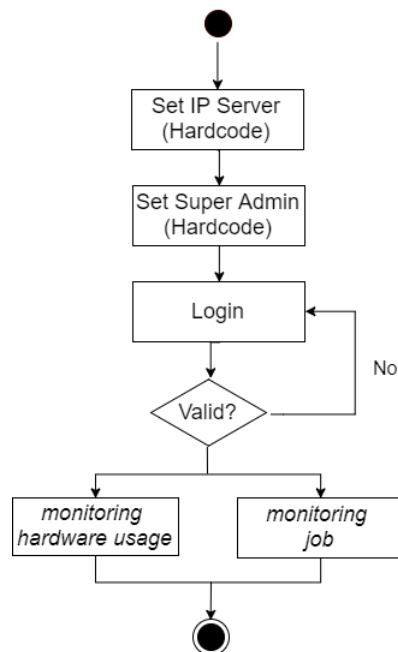 Set IP Server
(Hardcode)
Set Super Admin
(Hardcode)
Login
No
Valid?
monitoring
hardware usage
monitoring
job